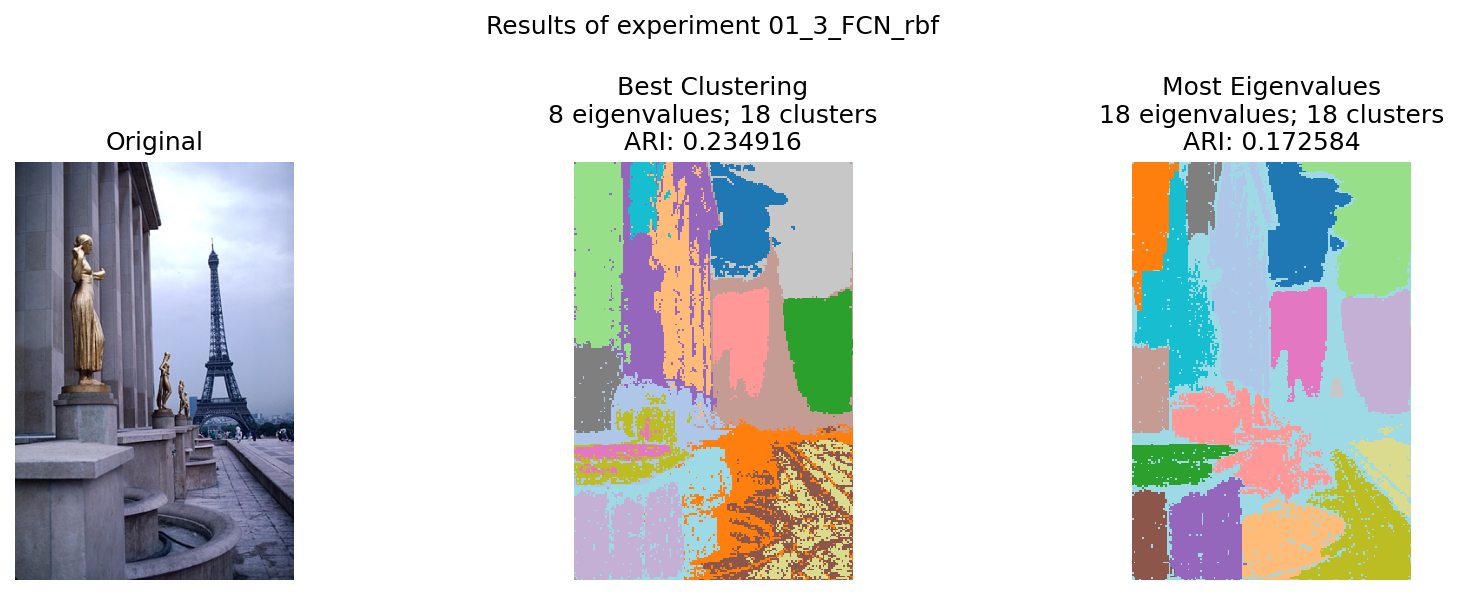 Results of experiment 01_3_FCN_rbf
Original
Best Clustering
8 eigenvalues; 18 clusters
ARI: 0.234916
Most Eigenvalues
18 eigenvalues; 18 clusters
ARI: 0.172584